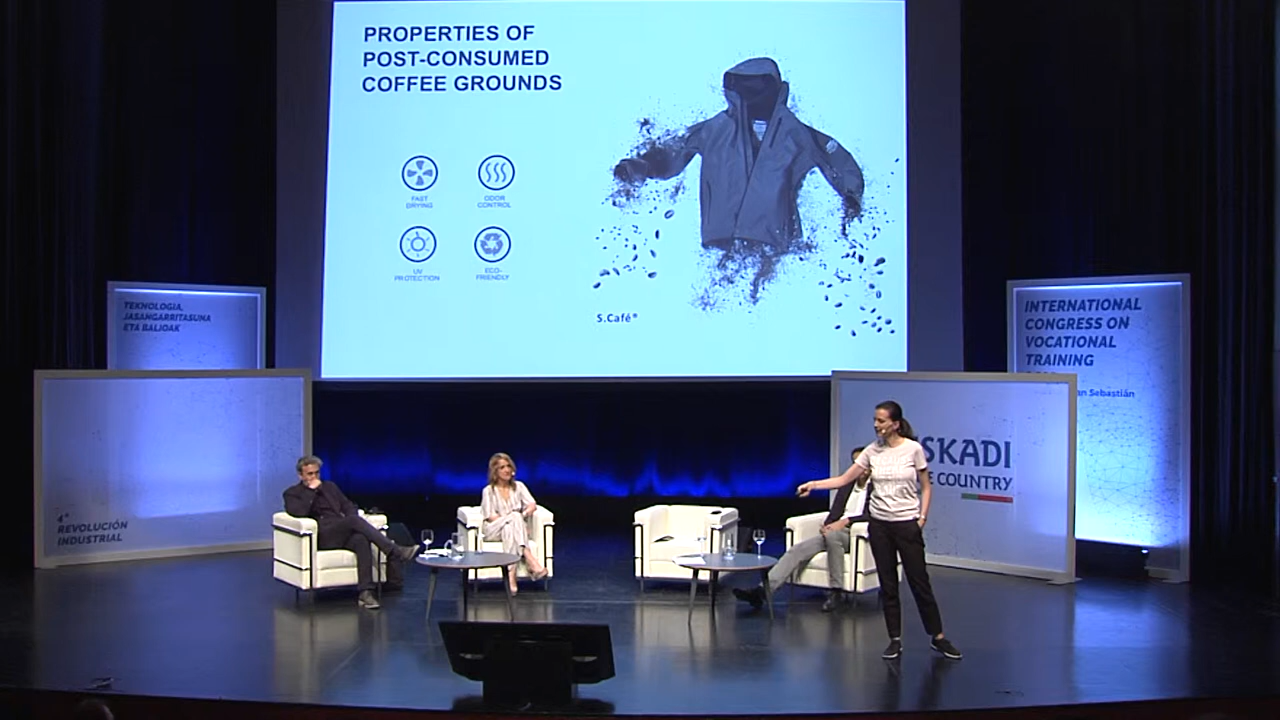 PROPERTIES OF
POST-CONSUMED
COFFEE GROUNDS
FAST
DRYING
ODOR
CONTROL
UV
PROTECTION
ECO-
FRIENDLY
S.Café®
TEKNOLOGIA,
JASANGARRITASUNA
ETA BALIOAK
4ª
REVOLUCIÓN
INDUSTRIAL
INTERNATIONAL
CONGRESS ON
VOCATIONAL
TRAINING
an Sebastián
SKADI
E COUNTRY